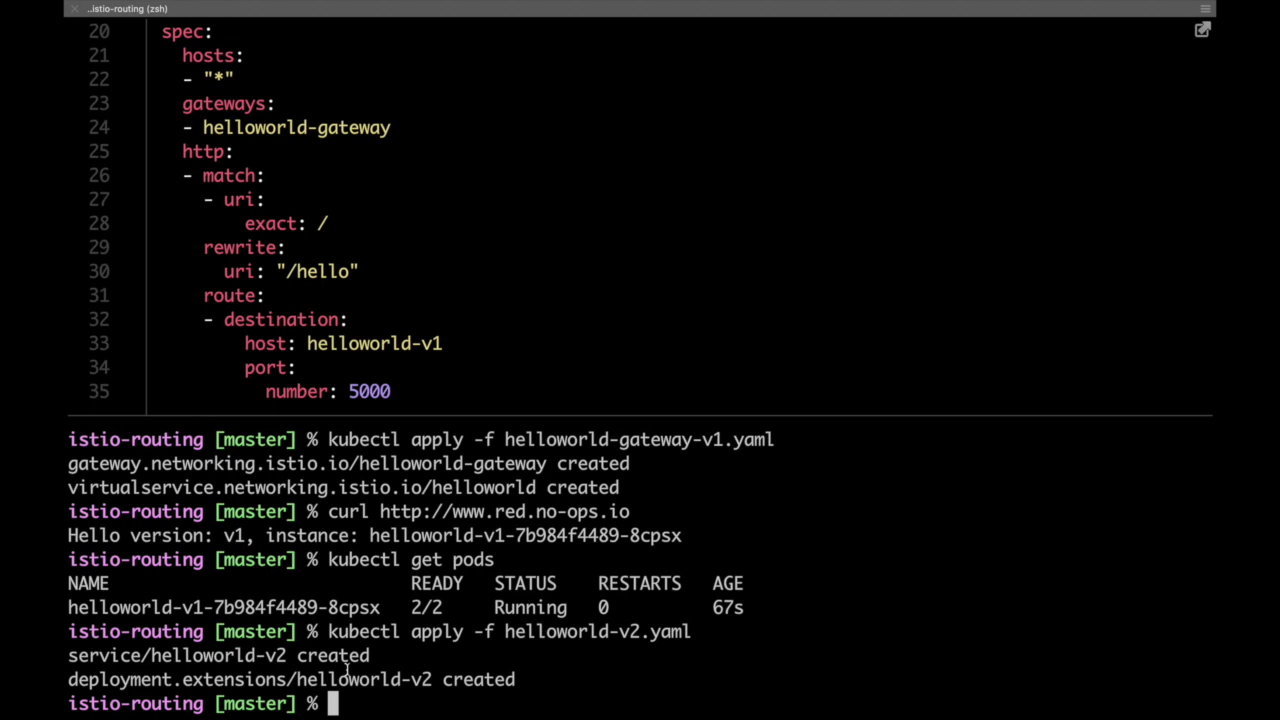 ..istio-routing (zsh)
20 spec:
21 hosts:
22 - "*"
23 gateways:
24 - helloworld-gateway
25 http:
26 - match:
27 - uri:
28 exact: /
29 rewrite:
30 uri: "/hello"
31 route:
32 - destination:
33 host: helloworld-v1
34 port:
35 number: 5000
istio-routing [master] % kubectl apply -f helloworld-gateway-v1.yaml
gateway.networking.istio.io/helloworld-gateway created
virtualservice.networking.istio.io/helloworld created
istio-routing [master] % curl http://www.red.no-ops.io
Hello version: v1, instance: helloworld-v1-7b984f4489-8cpsx
istio-routing [master] % kubectl get pods
NAME READY STATUS RESTARTS AGE
helloworld-v1-7b984f4489-8cpsx 2/2 Running 0 67s
istio-routing [master] % kubectl apply -f helloworld-v2.yaml
service/helloworld-v2 created
deployment.extensions/helloworld-v2 created
istio-routing [master] %